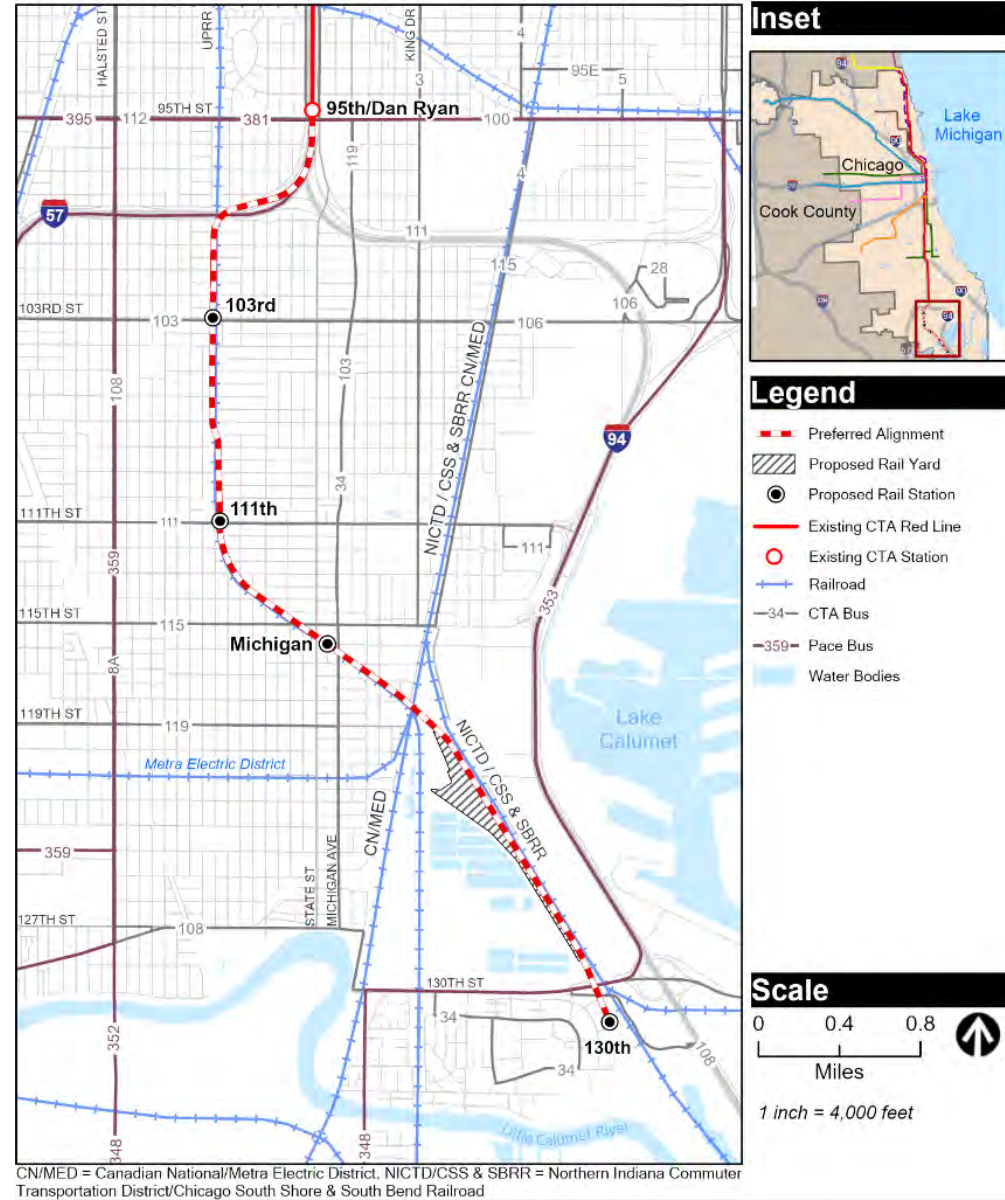 HALSTED ST
UPRR
KING DR
4
3
95E
5
95TH ST
95th/Dan Ryan
395
112
381
100
119
4
57
111
115
28
106
103rd
103RD ST
103
106
108
103
NICTD / CSS & SBRR CN/MED
94
34
111th
111TH ST
111
111
359
353
115TH ST
115
Michigan
8A
119TH ST
119
Lake
Calumet
NICTD / CSS & SBRR
Metra Electric District
CN/MED
359
STATE ST
MICHIGAN AVE
127TH ST
108
130TH ST
34
130th
352
34
108
Little Calumet River
348
348
CN/MED = Canadian National/Metra Electric District, NICTD/CSS & SBRR = Northern Indiana Commuter
Transportation District/Chicago South Shore & South Bend Railroad
Inset
94
Lake
Michigan
90
Chicago
Cook County
90
94
Legend
Preferred Alignment
Proposed Rail Yard
Proposed Rail Station
Existing CTA Red Line
Existing CTA Station
Railroad
34 CTA Bus
359 Pace Bus
Water Bodies
Scale
0 0.4 0.8
Miles
1 inch = 4,000 feet